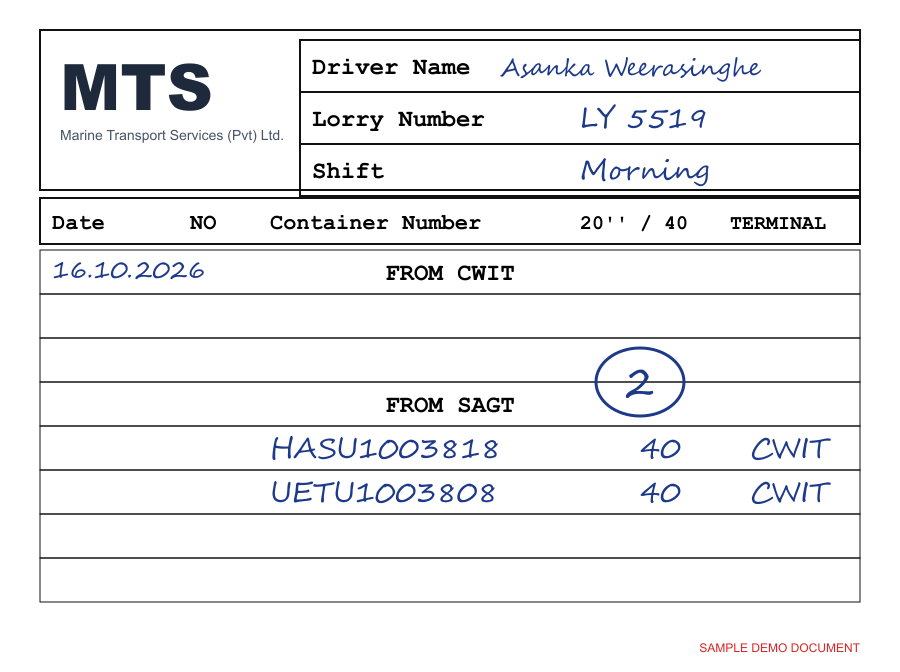 MTS
Marine Transport Services (Pvt) Ltd.
Driver Name Asanka Weerasinghe
Lorry Number LY 5519
Shift Morning
Date NO Container Number 20'' / 40 TERMINAL
16.10.2026 FROM CWIT
2
FROM SAGT
HASU1003818 40 CWIT
UETU1003808 40 CWIT
SAMPLE DEMO DOCUMENT